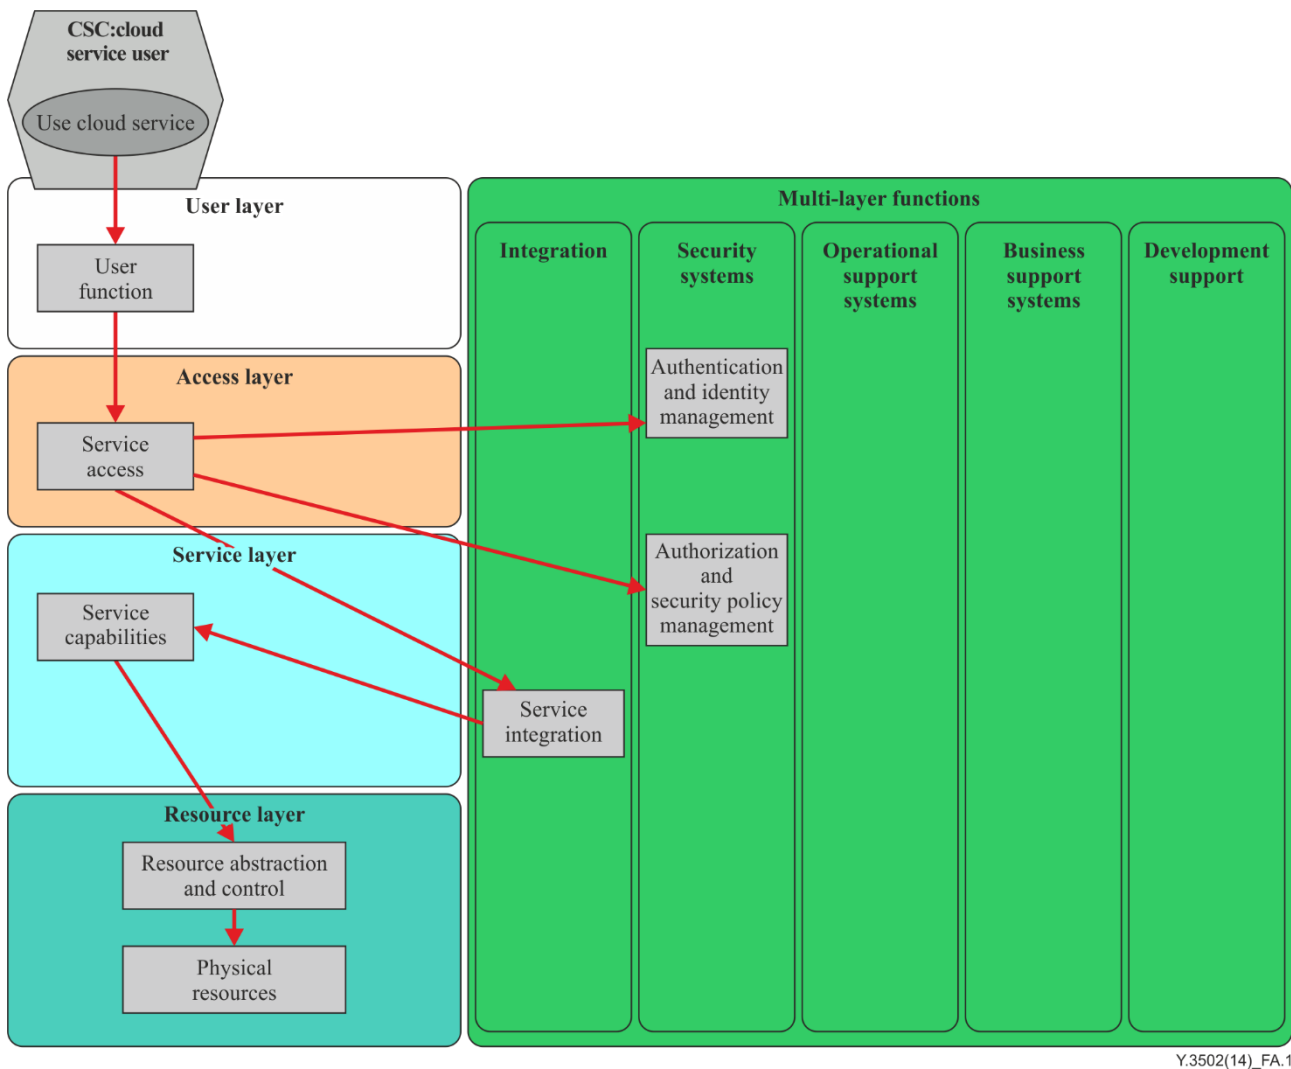 CSC:cloud
service user
Use cloud service
User layer
User
function
Access layer
Service
access
Service layer
Service
capabilities
Resource layer
Resource abstraction
and control
Physical
resources
Multi-layer functions
Integration
Security
systems
Operational
support
systems
Business
support
systems
Development
support
Authentication
and identity
management
Authorization
and
security policy
management
Service
integration
Y.3502(14)_FA.1